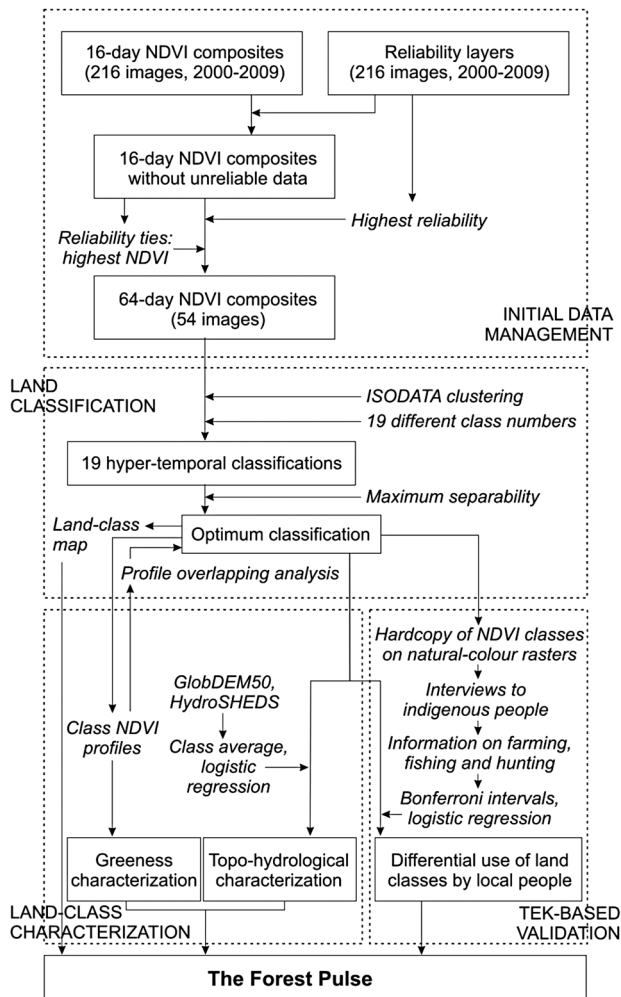 16-day NDVI composites
(216 images, 2000-2009)
Reliability layers
(216 images, 2000-2009)
16-day NDVI composites
without unreliable data
Highest reliability
Reliability ties:
highest NDVI
64-day NDVI composites
(54 images)
INITIAL DATA
MANAGEMENT
LAND
CLASSIFICATION
ISODATA clustering
19 different class numbers
19 hyper-temporal classifications
Maximum separability
Land-class
map
Optimum classification
Profile overlapping analysis
Hardcopy of NDVI classes
on natural-colour rasters
GlobDEM50,
HydroSHEDS
Interviews to
indigenous people
Class NDVI
profiles
Class average,
logistic
regression
Information on farming,
fishing and hunting
Bonferroni intervals,
logistic regression
Greeness
characterization
Topo-hydrological
characterization
Differential use of land
classes by local people
LAND-CLASS
CHARACTERIZATION
TEK-BASED
VALIDATION
The Forest Pulse